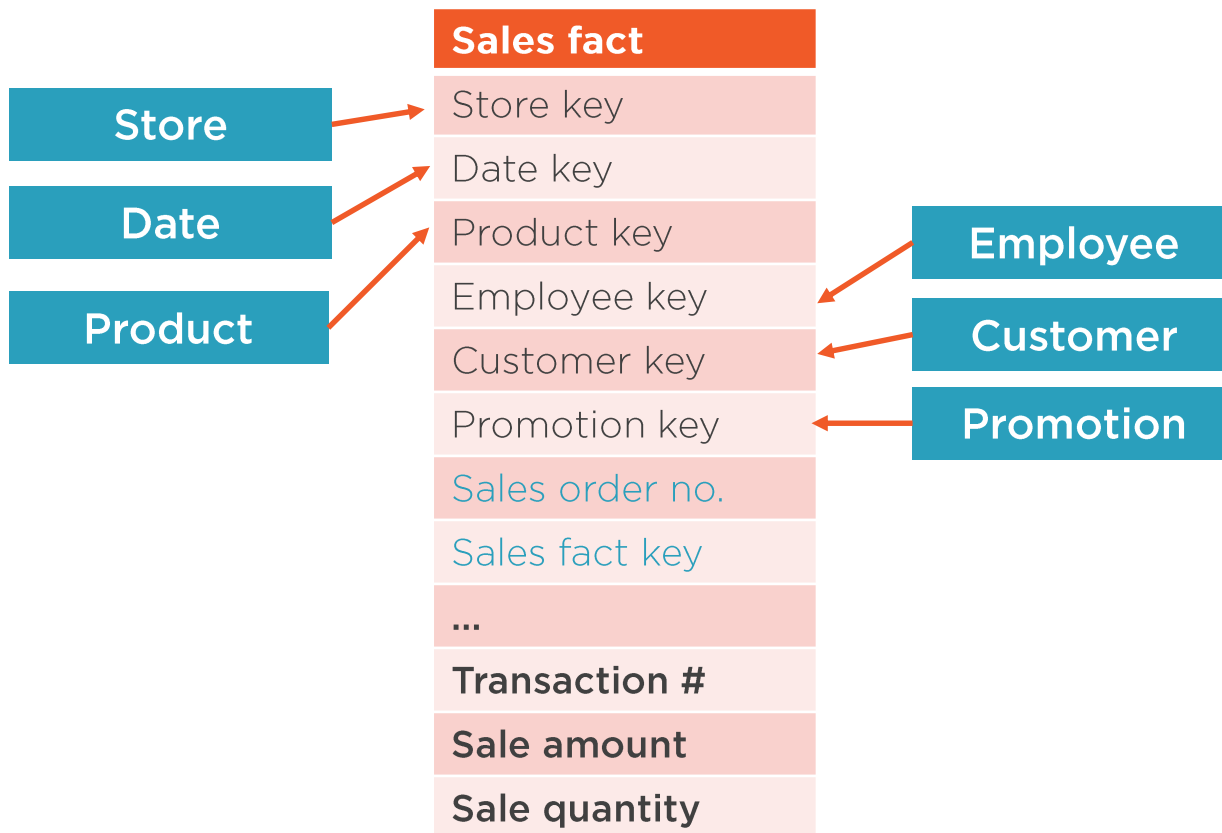 Sales fact
Store key
Date key
Product key
Employee key
Customer key
Promotion key
Sales order no.
Sales fact key
...
Transaction #
Sale amount
Sale quantity
Store
Date
Product
Employee
Customer
Promotion